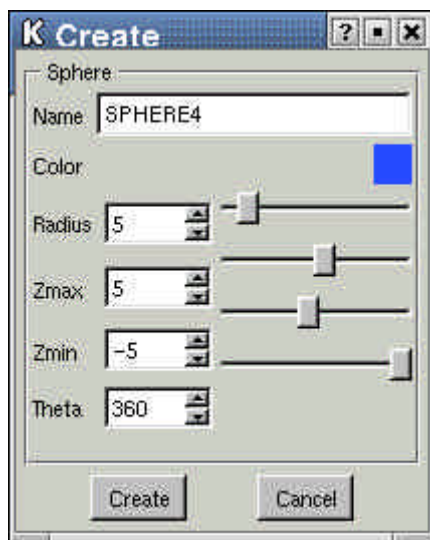 K Create ?
Sphere
Name SPHERE4
Color
Radius 5
Zmax 5
Zmin -5
Theta 360
Create Cancel